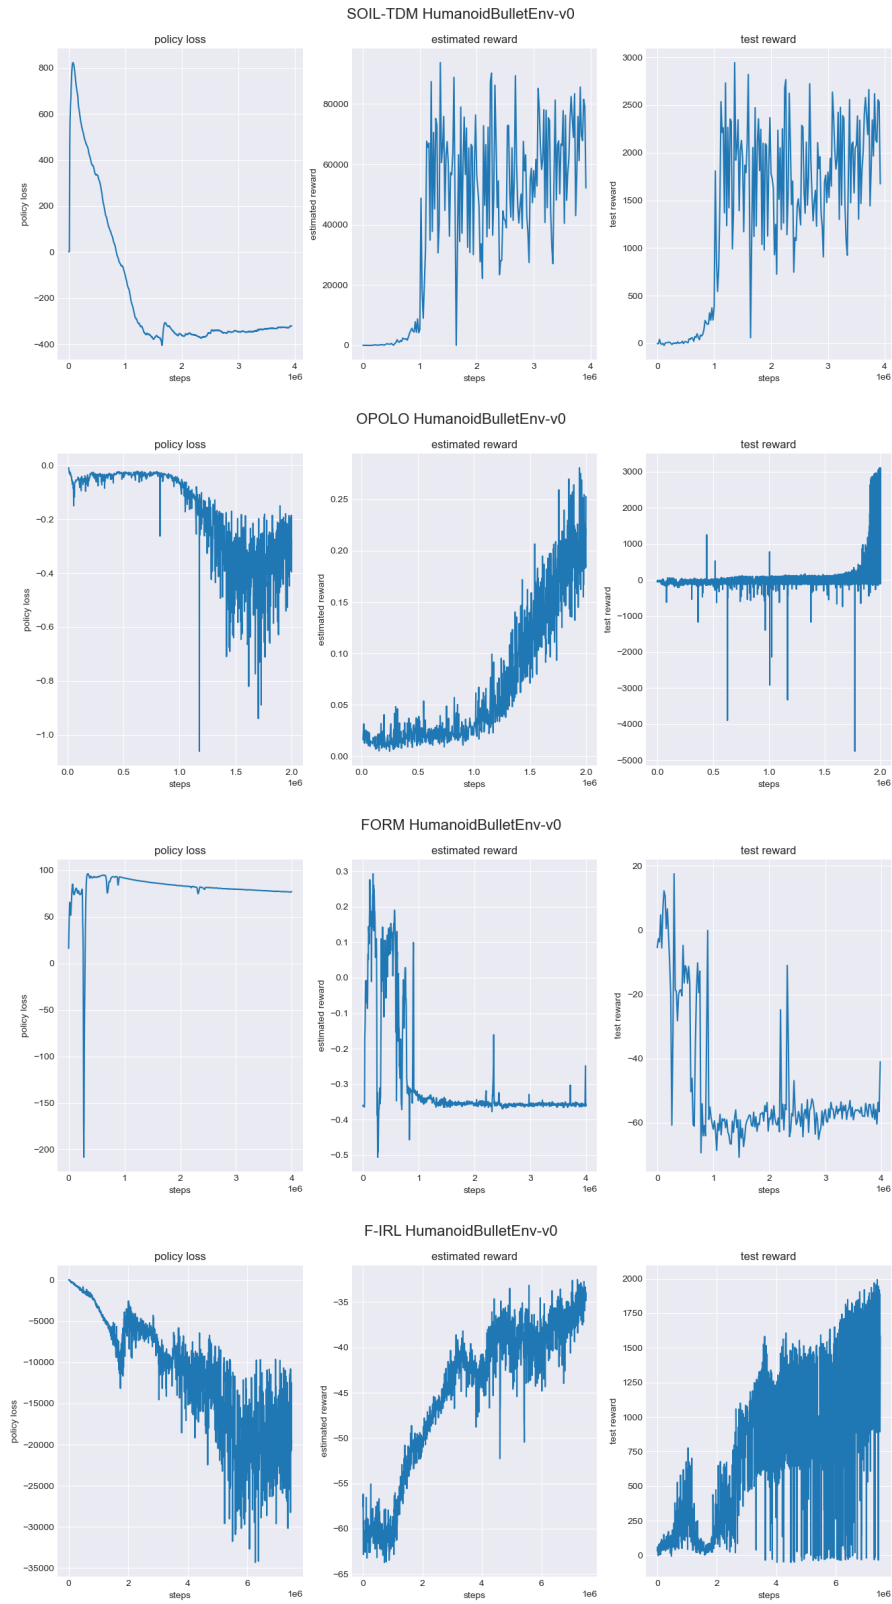 SOIL-TDM HumanoidBulletEnv-v0
policy loss
estimated reward
test reward
policy loss
800
600
400
200
0
−200
−400
0
1
2
3
4
1e6
steps
estimated reward
80000
60000
40000
20000
0
0
1
2
3
4
1e6
steps
test reward
3000
2500
2000
1500
1000
500
0
0
1
2
3
4
1e6
steps
OPOLO HumanoidBulletEnv-v0
policy loss
estimated reward
test reward
policy loss
0.0
−0.2
−0.4
−0.6
−0.8
−1.0
0.0
0.5
1.0
1.5
2.0
1e6
steps
estimated reward
0.25
0.20
0.15
0.10
0.05
0.00
0.0
0.5
1.0
1.5
2.0
1e6
steps
test reward
3000
2000
1000
0
−1000
−2000
−3000
−4000
−5000
0.0
0.5
1.0
1.5
2.0
1e6
steps
FORM HumanoidBulletEnv-v0
policy loss
estimated reward
test reward
policy loss
100
50
0
−50
−100
−150
−200
0
1
2
3
4
1e6
steps
estimated reward
0.3
0.2
0.1
0.0
−0.1
−0.2
−0.3
−0.4
−0.5
0
1
2
3
4
1e6
steps
test reward
20
0
−20
−40
−60
0
1
2
3
4
1e6
steps
F-IRL HumanoidBulletEnv-v0
policy loss
estimated reward
test reward
policy loss
0
−5000
−10000
−15000
−20000
−25000
−30000
−35000
0
2
4
6
1e6
steps
estimated reward
−35
−40
−45
−50
−55
−60
−65
0
2
4
6
1e6
steps
test reward
2000
1750
1500
1250
1000
750
500
250
0
0
2
4
6
1e6
steps